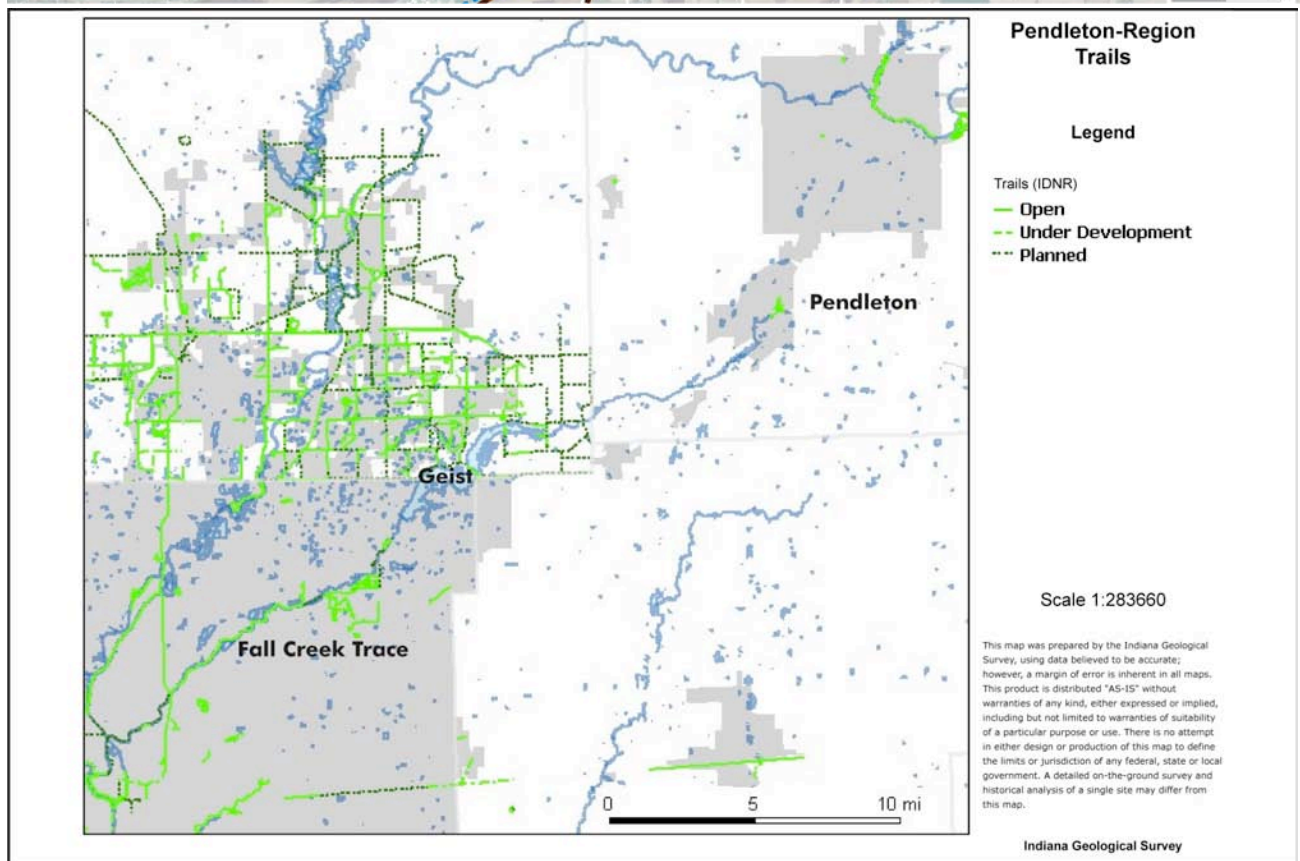 Pendleton-Region
Trails
Legend
Trails (IDNR)
Open
Under Development
Planned
Pendleton
Geist
Fall Creek Trace
0 5 10 mi
Scale 1:283660
This map was prepared by the Indiana Geological
Survey, using data believed to be accurate;
however, a margin of error is inherent in all maps.
This product is distributed "AS-IS" without
warranties of any kind, either expressed or implied,
including but not limited to warranties of suitability
of a particular purpose or use. There is no attempt
in either design or production of this map to define
the limits or jurisdiction of any federal, state or local
government. A detailed on-the-ground survey and
historical analysis of a single site may differ from
this map.
Indiana Geological Survey